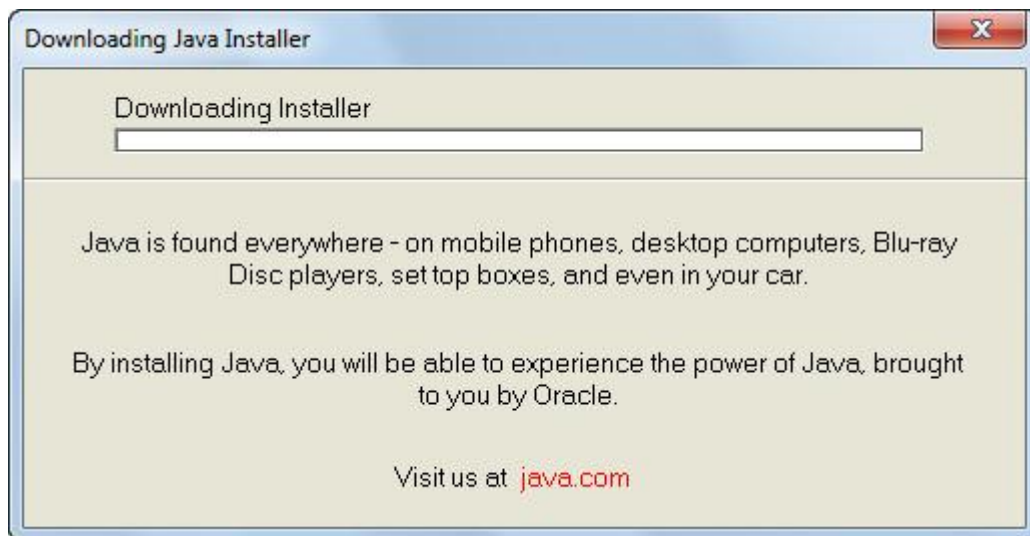 Downloading Java Installer
Downloading Installer
Java is found everywhere - on mobile phones, desktop computers, Blu-ray
Disc players, set top boxes, and even in your car.
By installing Java, you will be able to experience the power of Java, brought
to you by Oracle.
Visit us at java.com